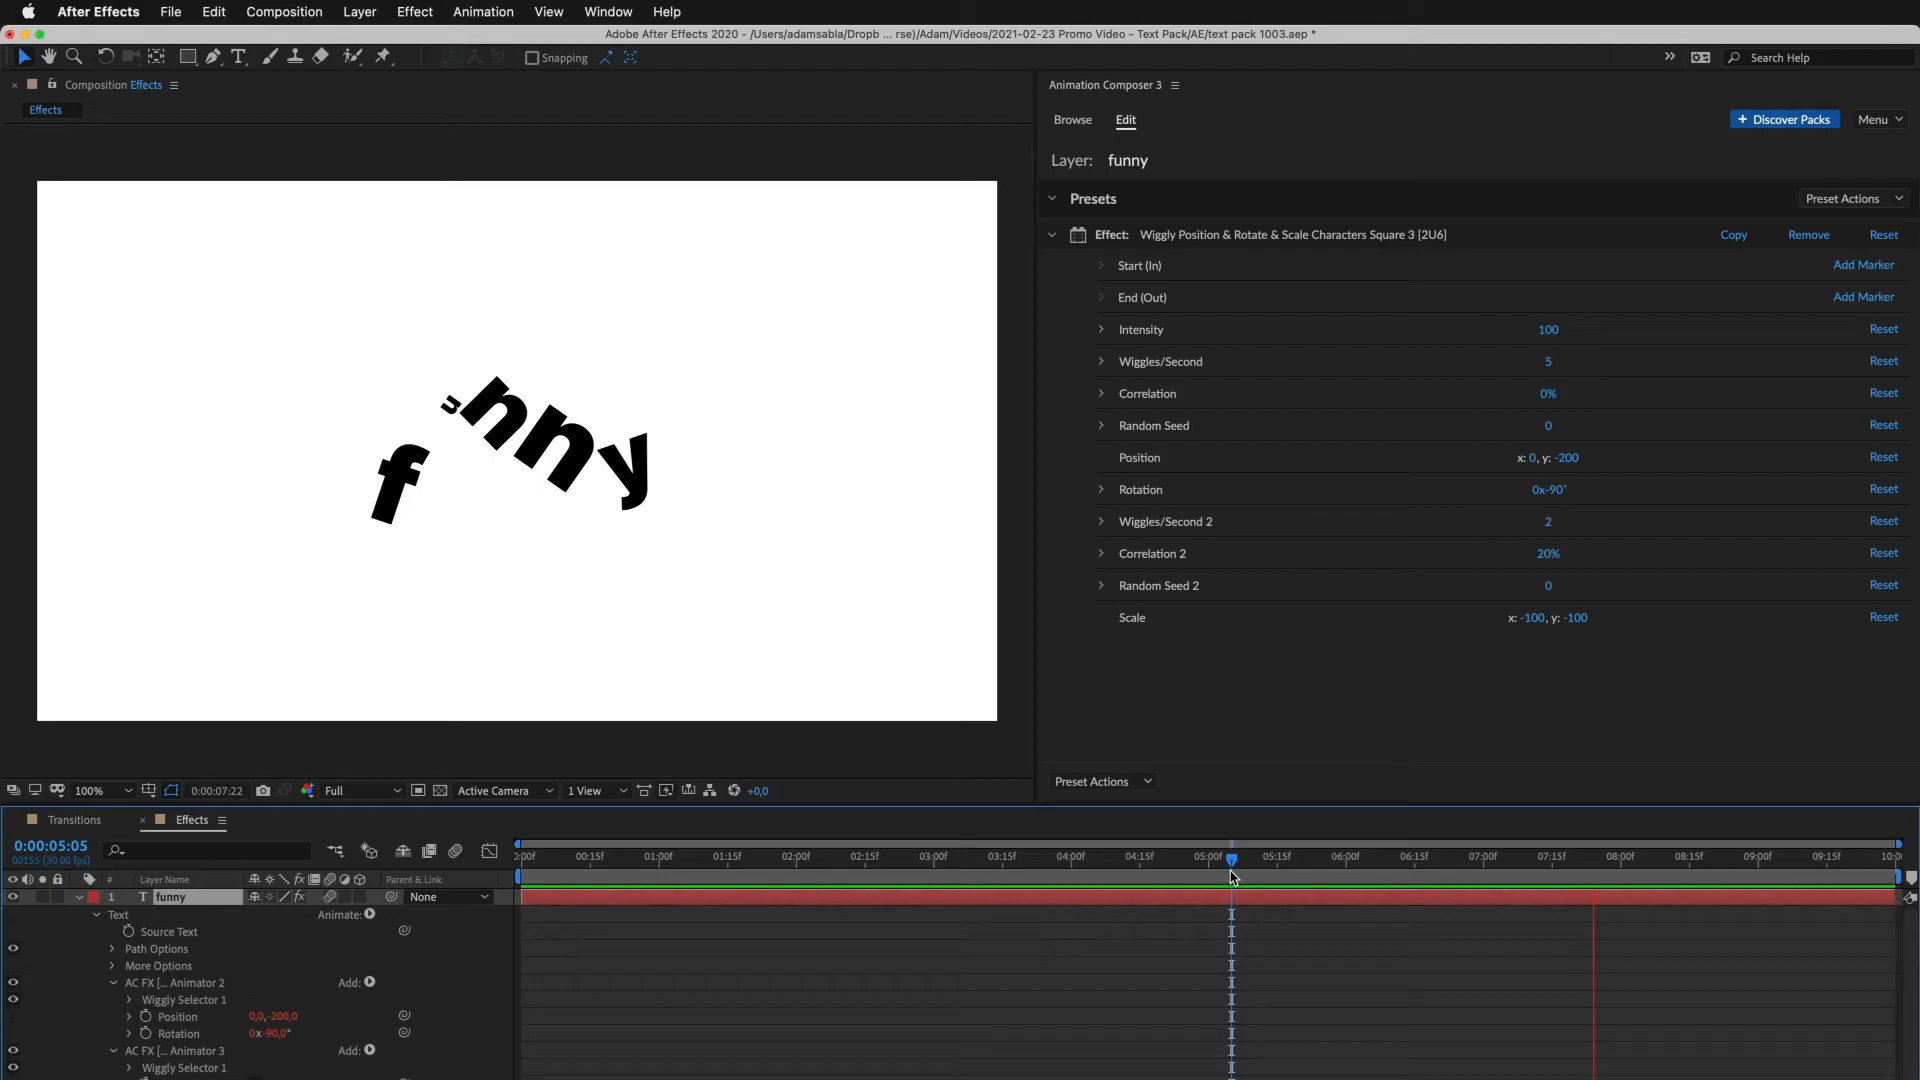 After Effects File Edit Composition Layer Effect Animation View Window Help
Adobe After Effects 2020 - /Users/adamsabla/Dropb ... rse)/Adam/Videos/2021-02-23 Promo Video - Text Pack/AE/text pack 1003.aep *
Snapping
Search Help
Composition Effects
Effects
Animation Composer 3
Browse Edit + Discover Packs Menu
Layer: funny
Presets Preset Actions
Effect: Wiggly Position & Rotate & Scale Characters Square 3 [2U6] Copy Remove Reset
Start (In) Add Marker
End (Out) Add Marker
Intensity 100 Reset
Wiggles/Second 5 Reset
Correlation 0% Reset
Random Seed 0 Reset
Position x: 0, y: -200 Reset
Rotation 0x-90° Reset
Wiggles/Second 2 2 Reset
Correlation 2 20% Reset
Random Seed 2 0 Reset
Scale x: -100, y: -100 Reset
Preset Actions
funny
100% 0:00:07:22 Full Active Camera 1 View +0,0
Transitions × Effects
0:00:05:05
00155 (30.00 fps)
0:00f 00:15f 01:00f 01:15f 02:00f 02:15f 03:00f 03:15f 04:00f 04:15f 05:00f 05:15f 06:00f 06:15f 07:00f 07:15f 08:00f 08:15f 09:00f 09:15f 10:00
# Layer Name Parent & Link
1 T funny None
Text Animate:
Source Text
Path Options
More Options
AC FX [... Animator 2 Add:
Wiggly Selector 1
Position 0,0,-200,0
Rotation 0x-90,0°
AC FX [... Animator 3 Add:
Wiggly Selector 1